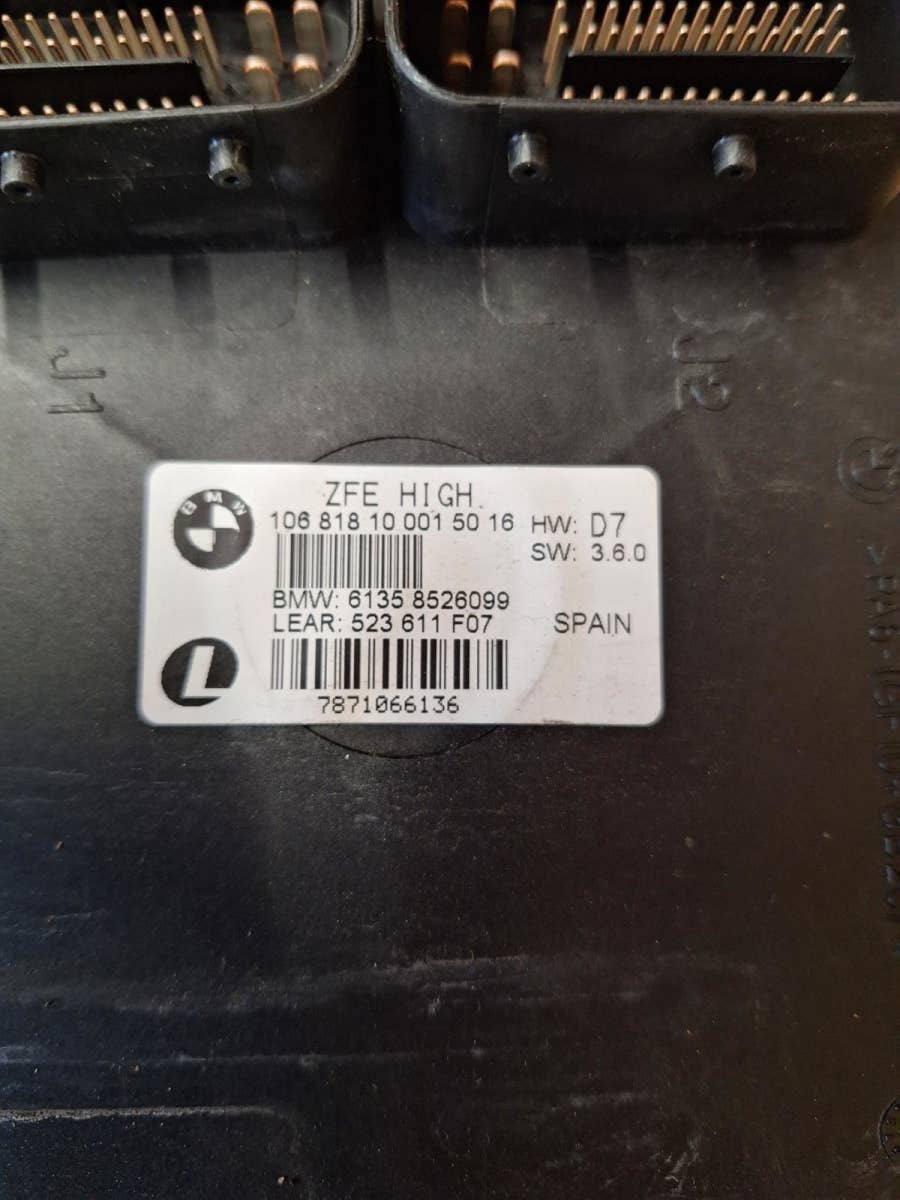 J1
J2
R
BMW
ZFE HIGH
106 818 10 001 50 16
HW: D7
SW: 3.6.0
BMW: 6135 8526099
LEAR: 523 611 F07
SPAIN
L
7871066136